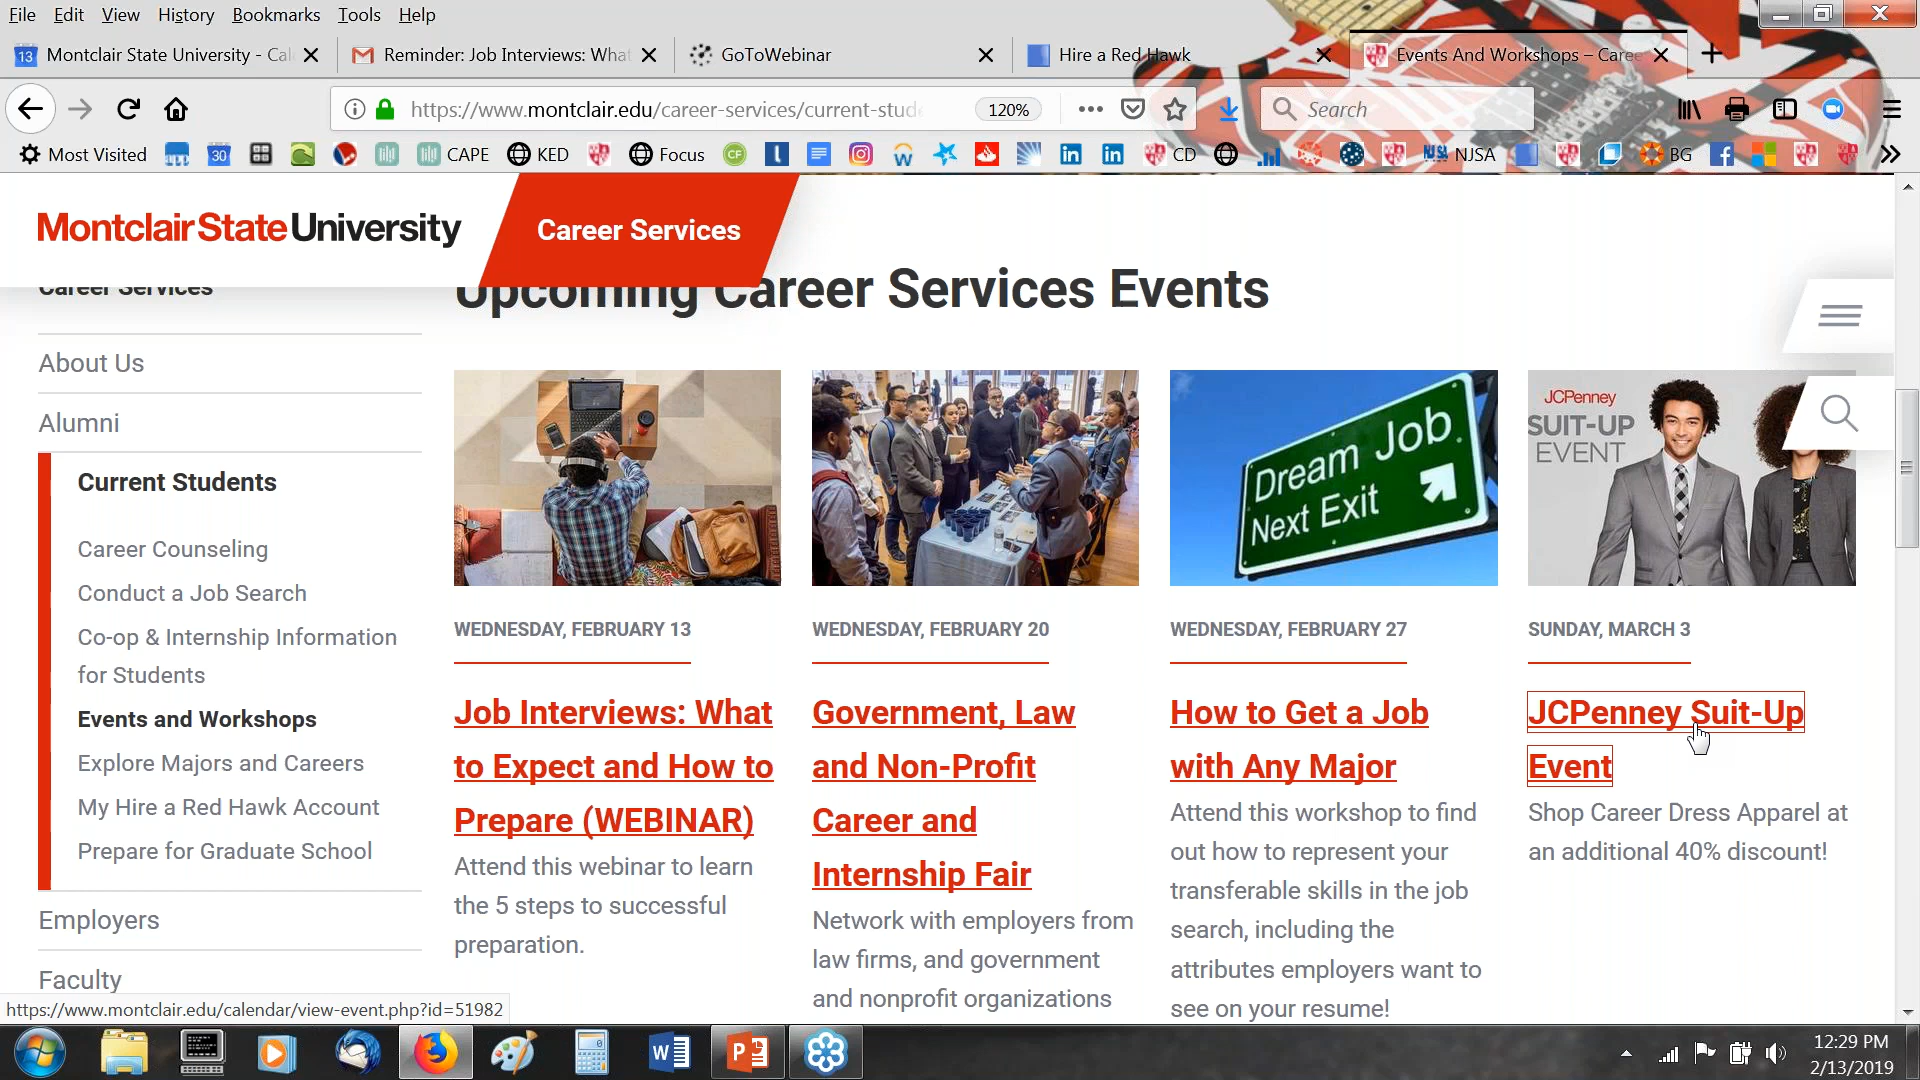 File Edit View History Bookmarks Tools Help
Montclair State University - Cal
Reminder: Job Interviews: What
GoToWebinar
Hire a Red Hawk
Events And Workshops – Caree
https://www.montclair.edu/career-services/current-stude
120%
Search
Most Visited
30
CAPE
KED
Focus
CF
CD
NJSA
BG
Montclair State University
Career Services
Career Services
Upcoming Career Services Events
About Us
Alumni
Current Students
Career Counseling
Conduct a Job Search
Co-op & Internship Information
for Students
Events and Workshops
Explore Majors and Careers
My Hire a Red Hawk Account
Prepare for Graduate School
Employers
Faculty
WEDNESDAY, FEBRUARY 13
Job Interviews: What
to Expect and How to
Prepare (WEBINAR)
Attend this webinar to learn
the 5 steps to successful
preparation.
WEDNESDAY, FEBRUARY 20
Government, Law
and Non-Profit
Career and
Internship Fair
Network with employers from
law firms, and government
and nonprofit organizations
Dream Job
Next Exit
WEDNESDAY, FEBRUARY 27
How to Get a Job
with Any Major
Attend this workshop to find
out how to represent your
transferable skills in the job
search, including the
attributes employers want to
see on your resume!
JCPenney
SUIT-UP
EVENT
SUNDAY, MARCH 3
JCPenney Suit-Up
Event
Shop Career Dress Apparel at
an additional 40% discount!
https://www.montclair.edu/calendar/view-event.php?id=51982
12:29 PM
2/13/2019